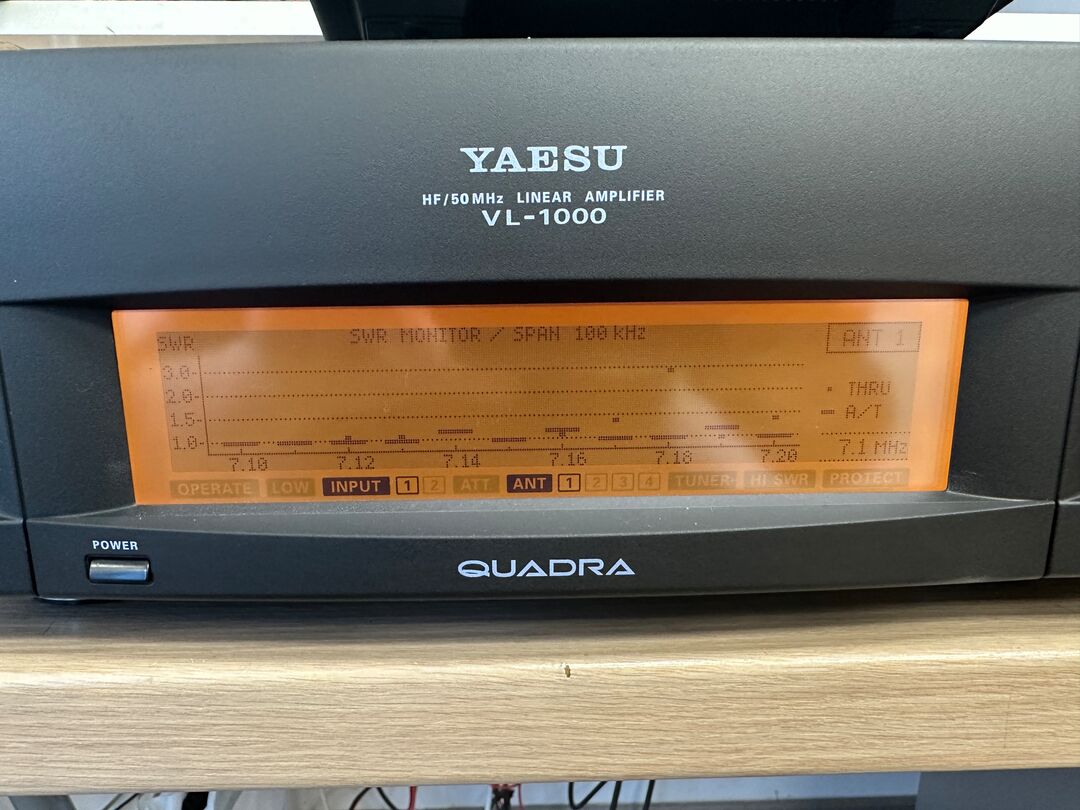 YAESU
HF/50MHz LINEAR AMPLIFIER
VL-1000
SWR MONITOR / SPAN 100 kHz
ANT 1
SWR
3.0
2.0
1.5
1.0
THRU
A/T
7.1 MHz
7.10 7.12 7.14 7.16 7.18 7.20
OPERATE LOW INPUT 1 2 ATT ANT 1 2 3 4 TUNER HI SWR PROTECT
POWER
QUADRA